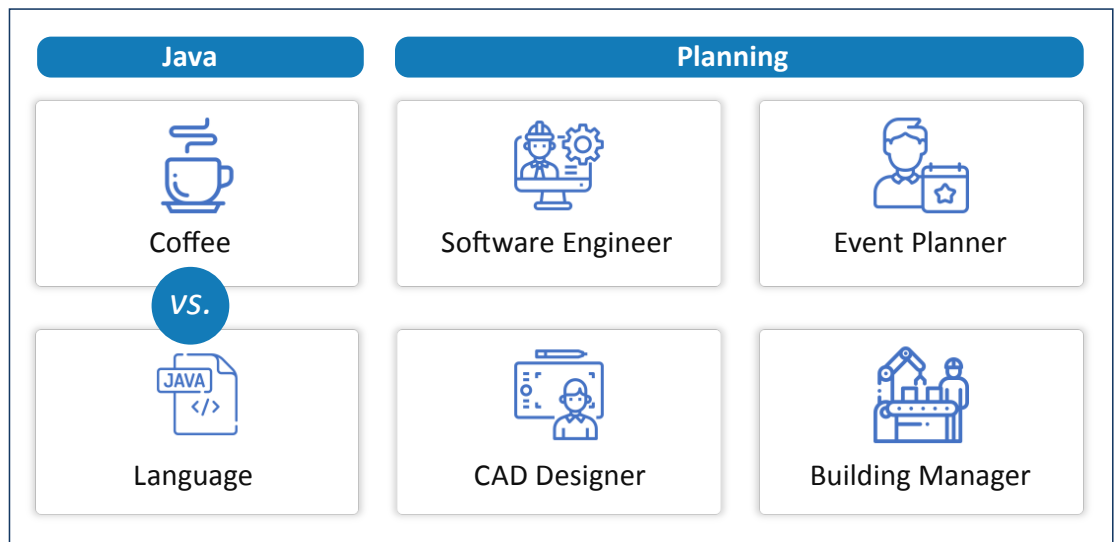 Java
Planning
Coffee
Software Engineer
Event Planner
vs.
JAVA
</>
Language
CAD Designer
Building Manager